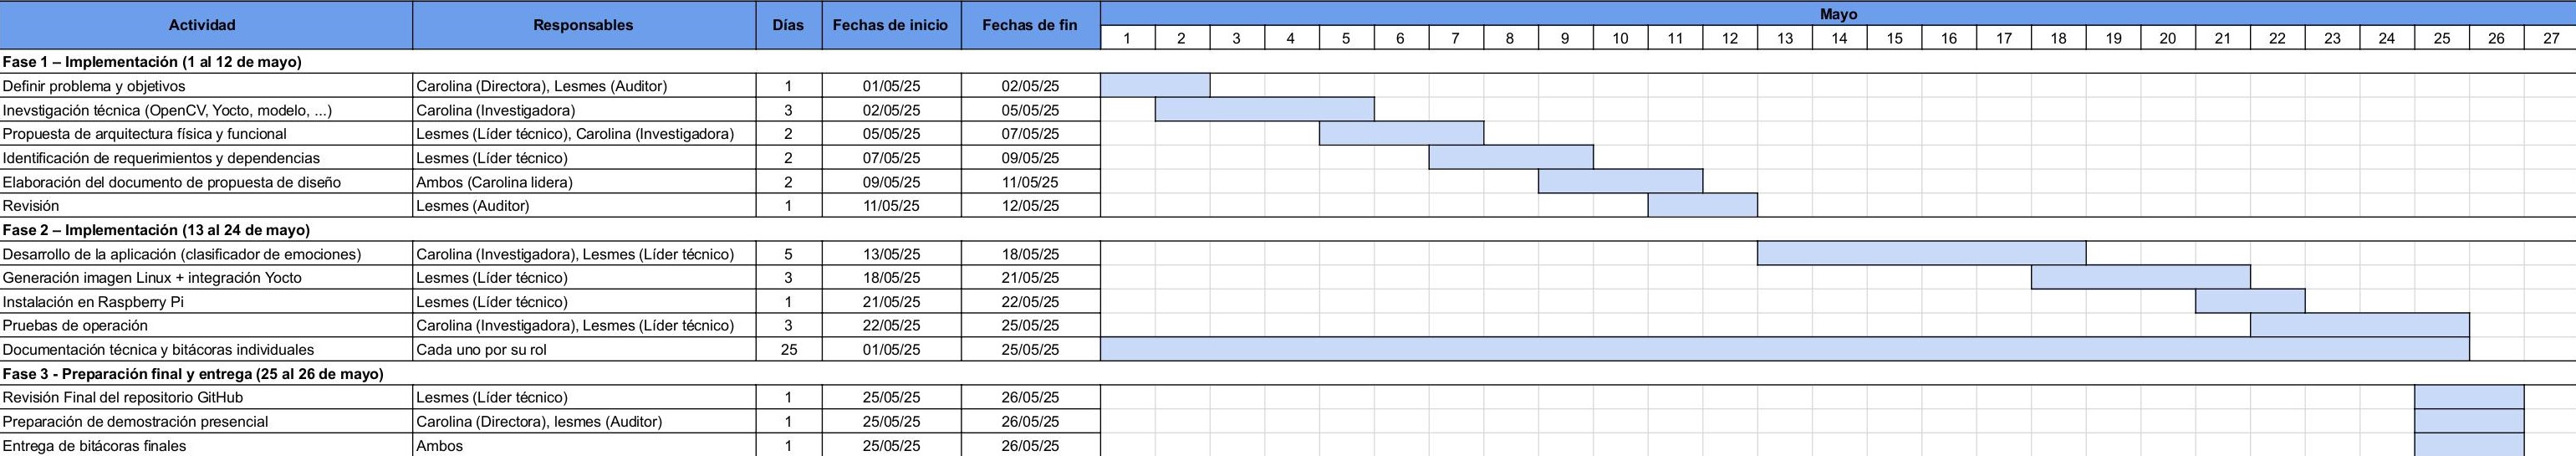 Actividad Responsables Días Fechas de inicio Fechas de fin Mayo
1 2 3 4 5 6 7 8 9 10 11 12 13 14 15 16 17 18 19 20 21 22 23 24 25 26 27
Fase 1 – Implementación (1 al 12 de mayo)
Definir problema y objetivos Carolina (Directora), Lesmes (Auditor) 1 01/05/25 02/05/25
Inevstigación técnica (OpenCV, Yocto, modelo, ...) Carolina (Investigadora) 3 02/05/25 05/05/25
Propuesta de arquitectura física y funcional Lesmes (Líder técnico), Carolina (Investigadora) 2 05/05/25 07/05/25
Identificación de requerimientos y dependencias Lesmes (Líder técnico) 2 07/05/25 09/05/25
Elaboración del documento de propuesta de diseño Ambos (Carolina lidera) 2 09/05/25 11/05/25
Revisión Lesmes (Auditor) 1 11/05/25 12/05/25
Fase 2 – Implementación (13 al 24 de mayo)
Desarrollo de la aplicación (clasificador de emociones) Carolina (Investigadora), Lesmes (Líder técnico) 5 13/05/25 18/05/25
Generación imagen Linux + integración Yocto Lesmes (Líder técnico) 3 18/05/25 21/05/25
Instalación en Raspberry Pi Lesmes (Líder técnico) 1 21/05/25 22/05/25
Pruebas de operación Carolina (Investigadora), Lesmes (Líder técnico) 3 22/05/25 25/05/25
Documentación técnica y bitácoras individuales Cada uno por su rol 25 01/05/25 25/05/25
Fase 3 - Preparación final y entrega (25 al 26 de mayo)
Revisión Final del repositorio GitHub Lesmes (Líder técnico) 1 25/05/25 26/05/25
Preparación de demostración presencial Carolina (Directora), lesmes (Auditor) 1 25/05/25 26/05/25
Entrega de bitácoras finales Ambos 1 25/05/25 26/05/25